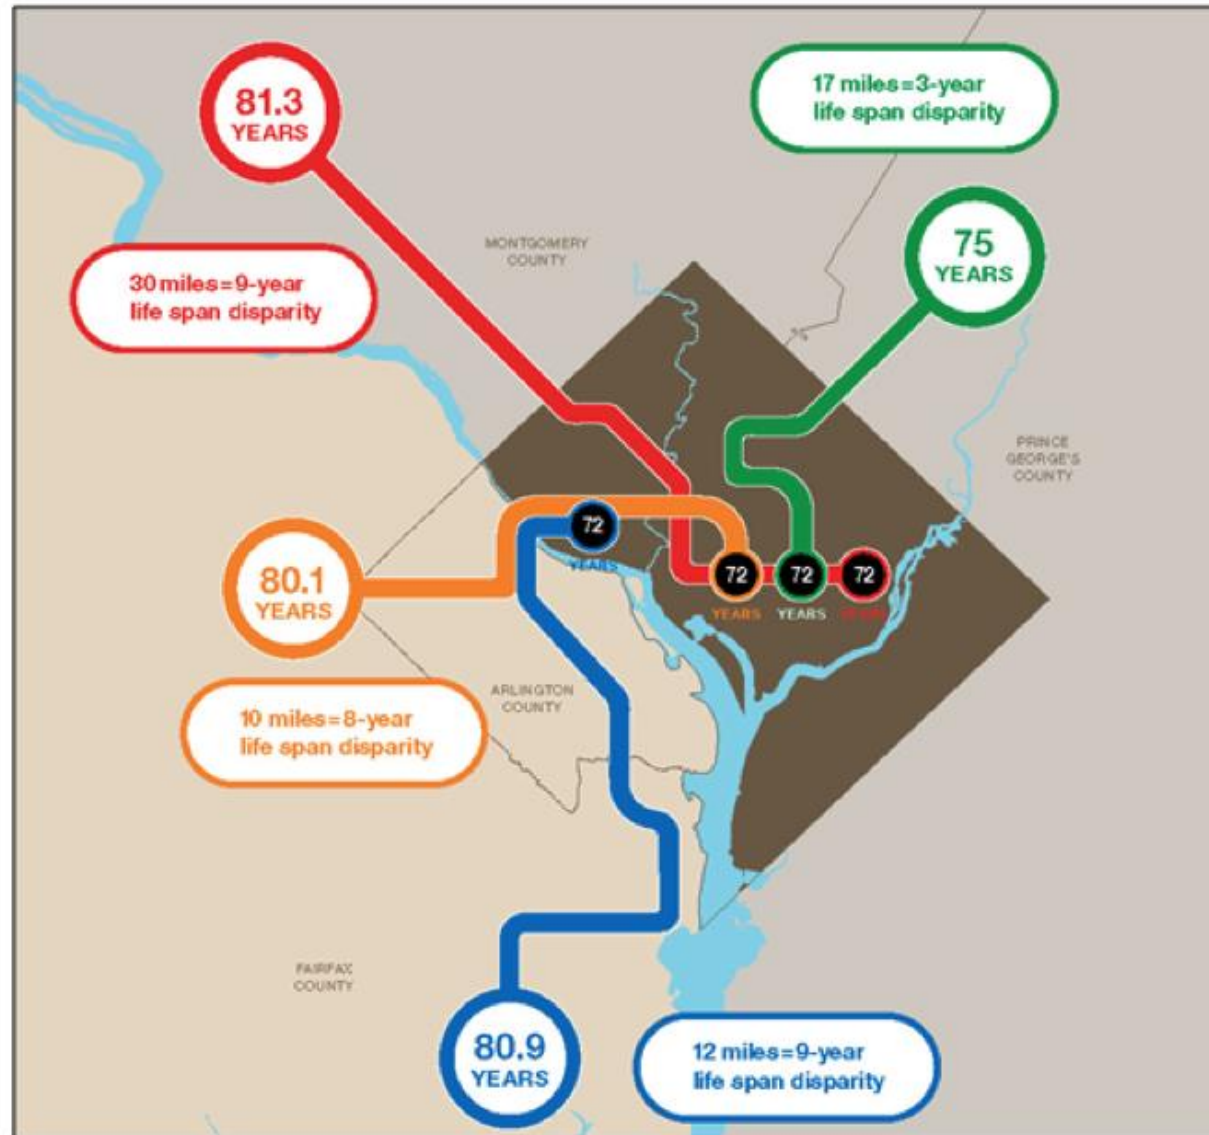 81.3
YEARS
17 miles=3-year
life span disparity
MONTGOMERY
COUNTY
75
YEARS
30 miles=9-year
life span disparity
PRINCE
GEORGE'S
COUNTY
72
YEARS
80.1
YEARS
72
YEARS
72
YEARS
72
YEARS
ARLINGTON
COUNTY
10 miles=8-year
life span disparity
FAIRFAX
COUNTY
80.9
YEARS
12 miles=9-year
life span disparity